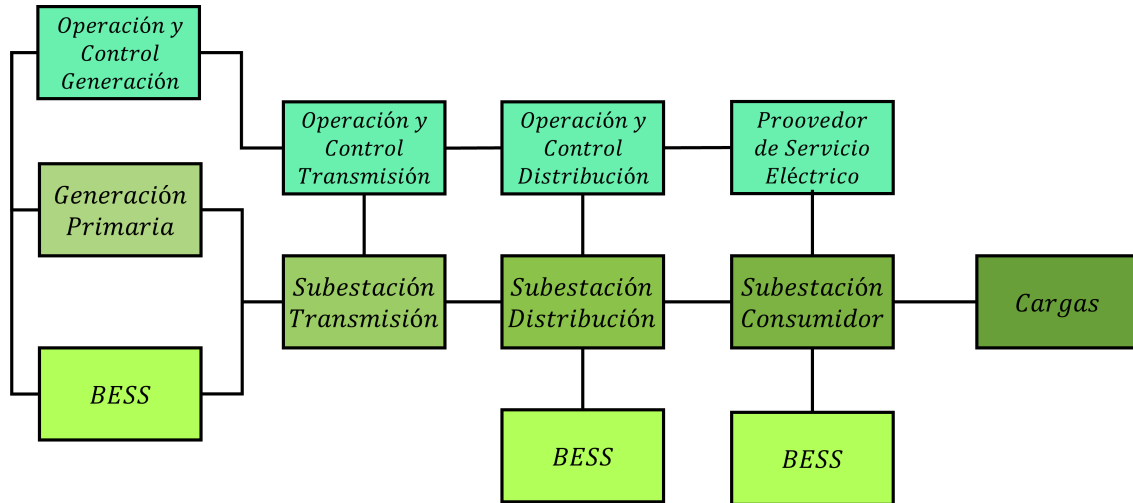 Operación y
Control
Generación
Operación y
Control
Transmisión
Operación y
Control
Distribución
Proovedor
de Servicio
Eléctrico
Generación
Primaria
Subestación
Transmisión
Subestación
Distribución
Subestación
Consumidor
Cargas
BESS
BESS
BESS